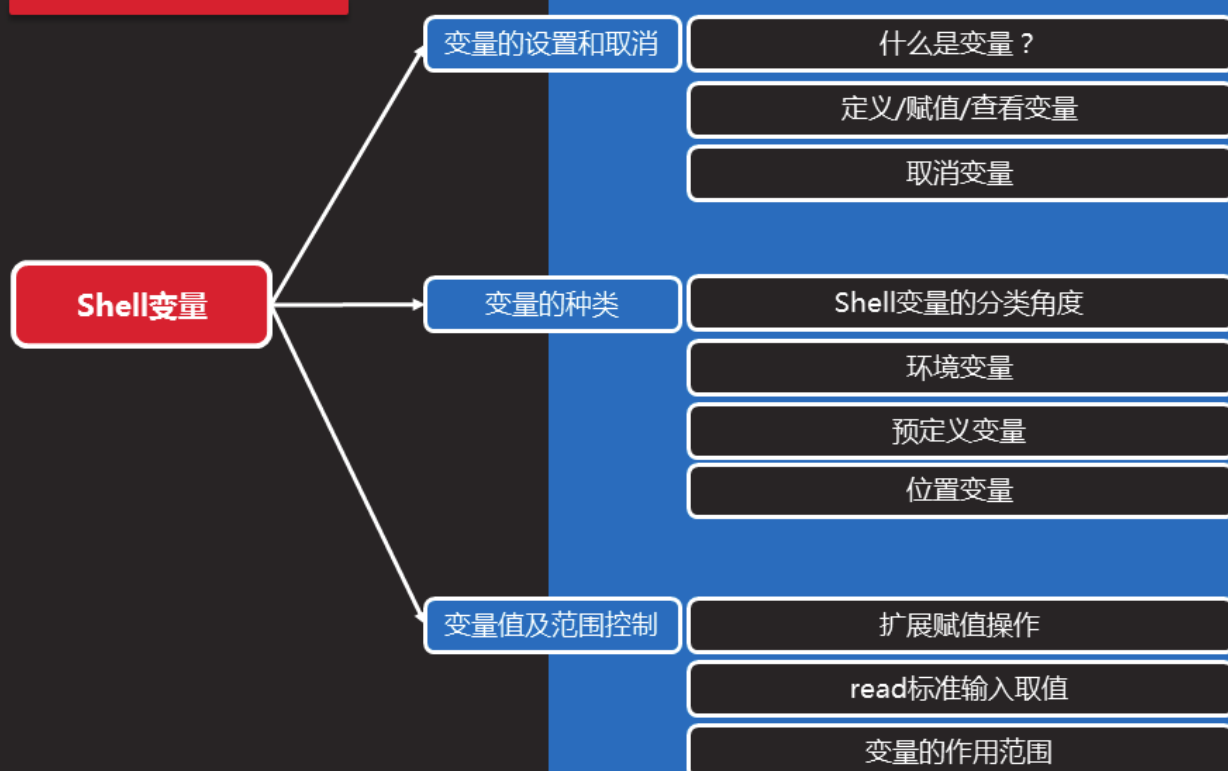 变量的设置和取消
什么是变量？
定义/赋值/查看变量
取消变量
Shell变量
变量的种类
Shell变量的分类角度
环境变量
预定义变量
位置变量
变量值及范围控制
扩展赋值操作
read标准输入取值
变量的作用范围